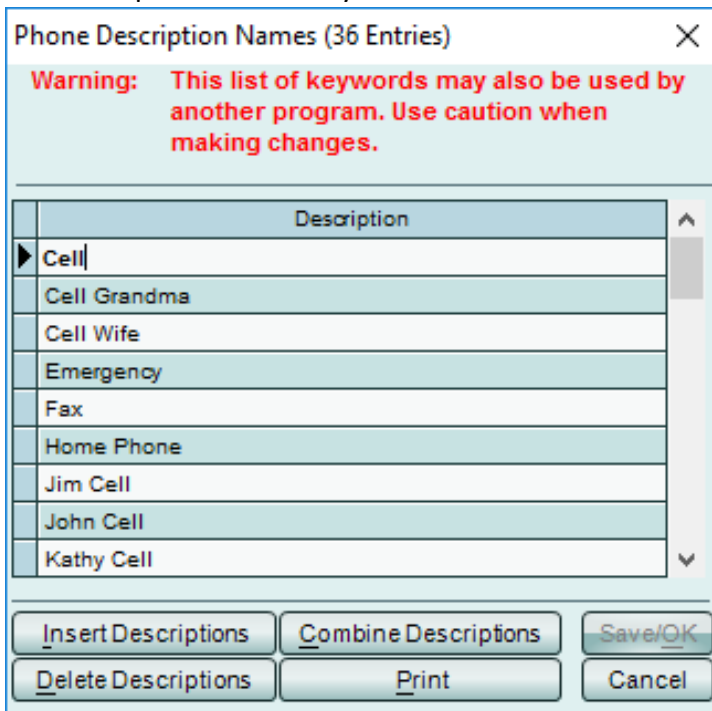 Phone Description Names (36 Entries)
Warning: This list of keywords may also be used by
another program. Use caution when
making changes.
Description
Cell
Cell Grandma
Cell Wife
Emergency
Fax
Home Phone
Jim Cell
John Cell
Kathy Cell
Insert Descriptions Combine Descriptions Save/OK
Delete Descriptions Print Cancel